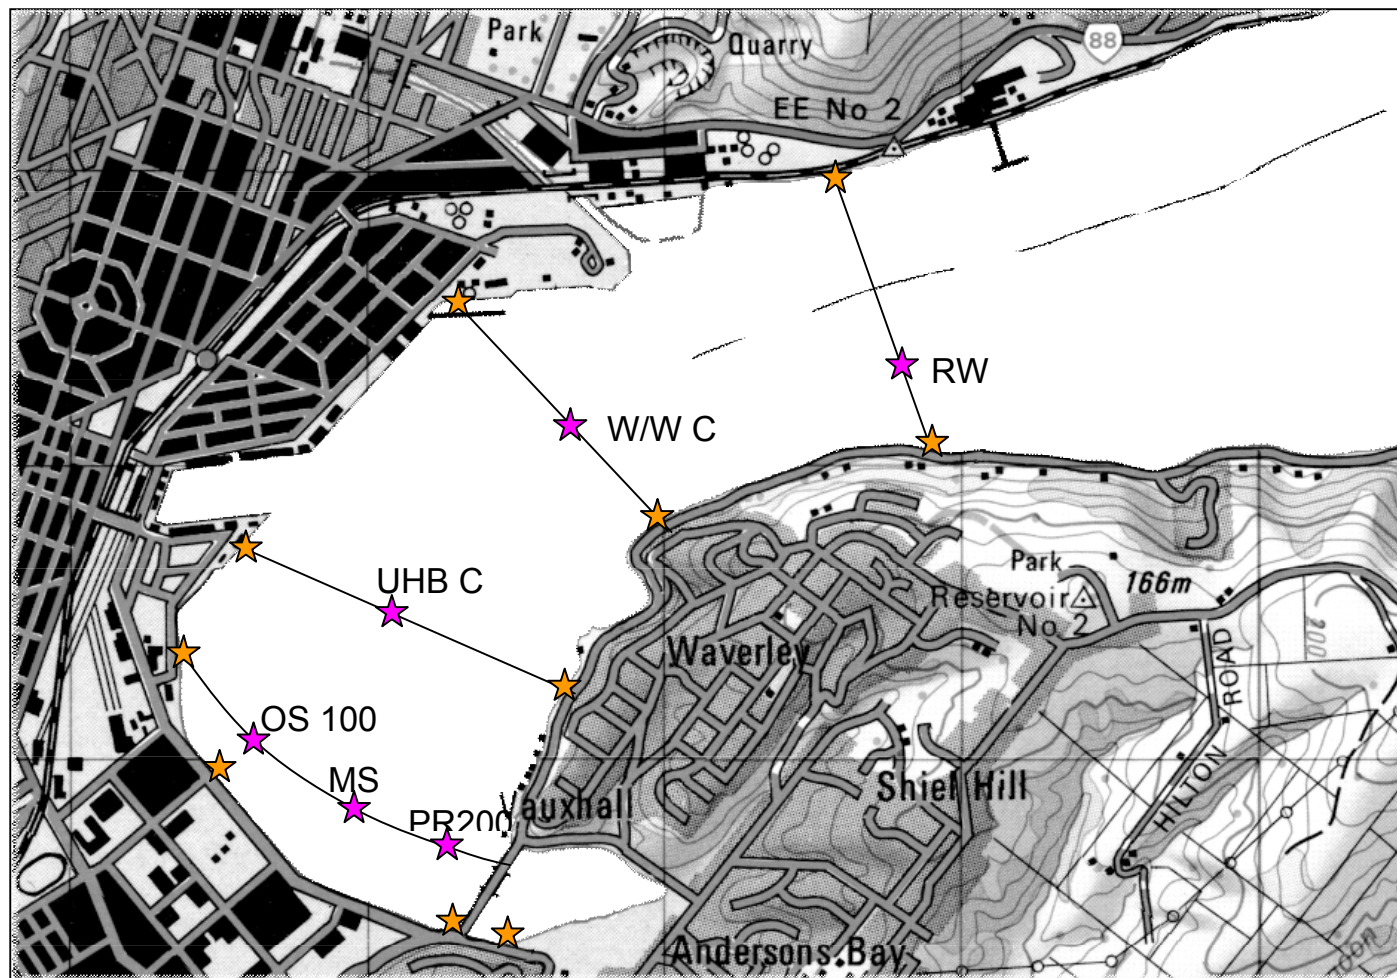 Park
Quarry
88
EE No 2
RW
W/W C
UHB C
Park
166m
Reservoir
No 2
Waverley
ROAD
HILTON
OS 100
MS
PR200
Vauxhall
Shiel Hill
Andersons Bay